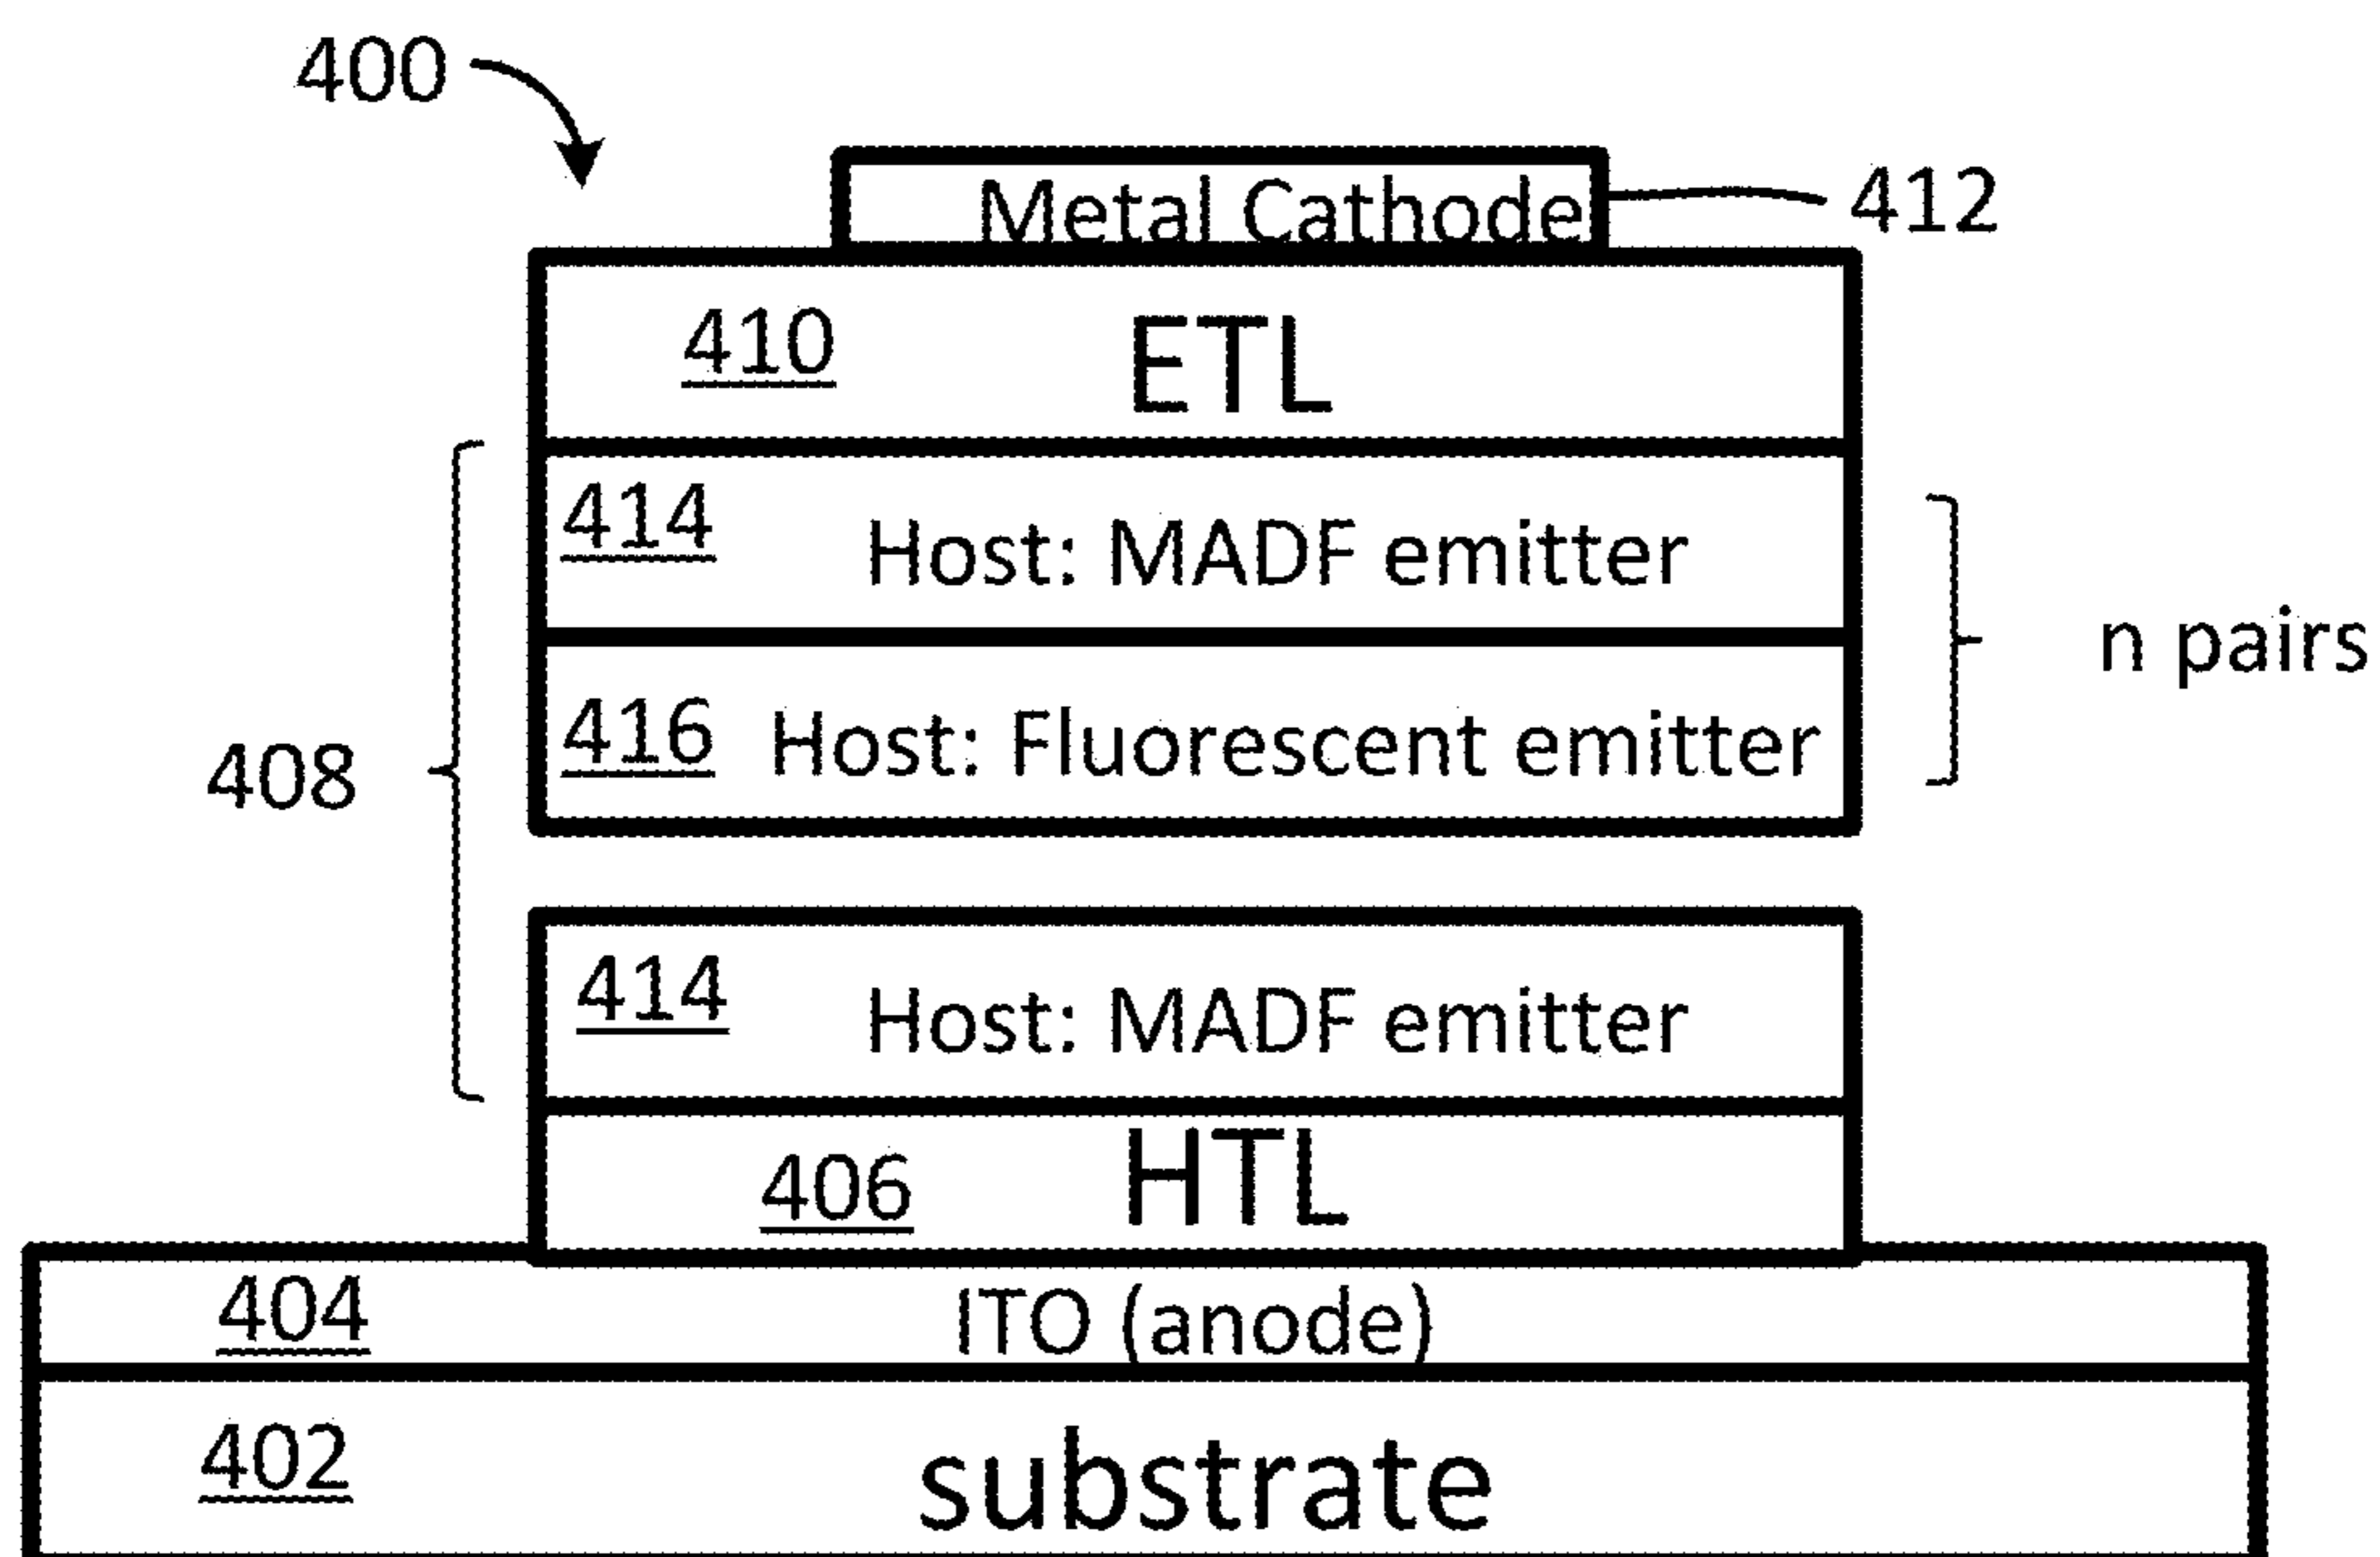 400
Metal Cathode
412
410 ETL
414 Host: MADF emitter
n pairs
416 Host: Fluorescent emitter
408
414 Host: MADF emitter
406 HTL
404 ITO (anode)
402 substrate